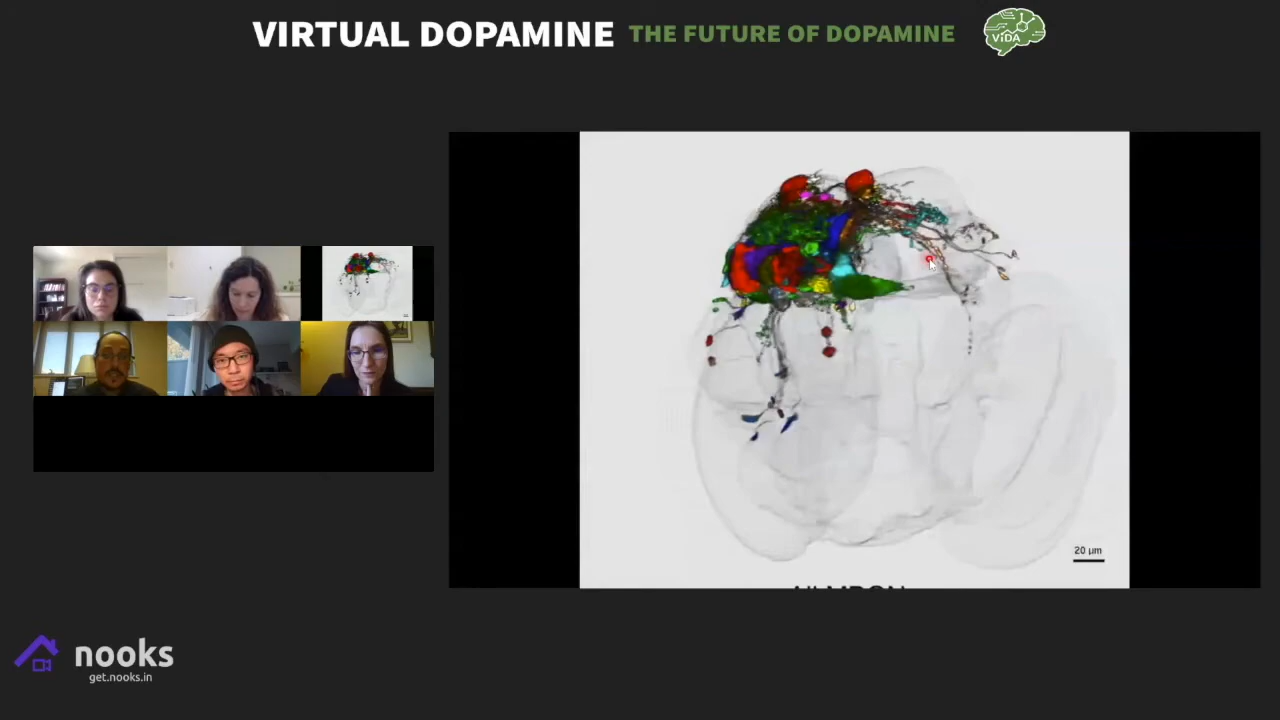 VIRTUAL DOPAMINE THE FUTURE OF DOPAMINE
ViDA
20 µm
nooks
get.nooks.in